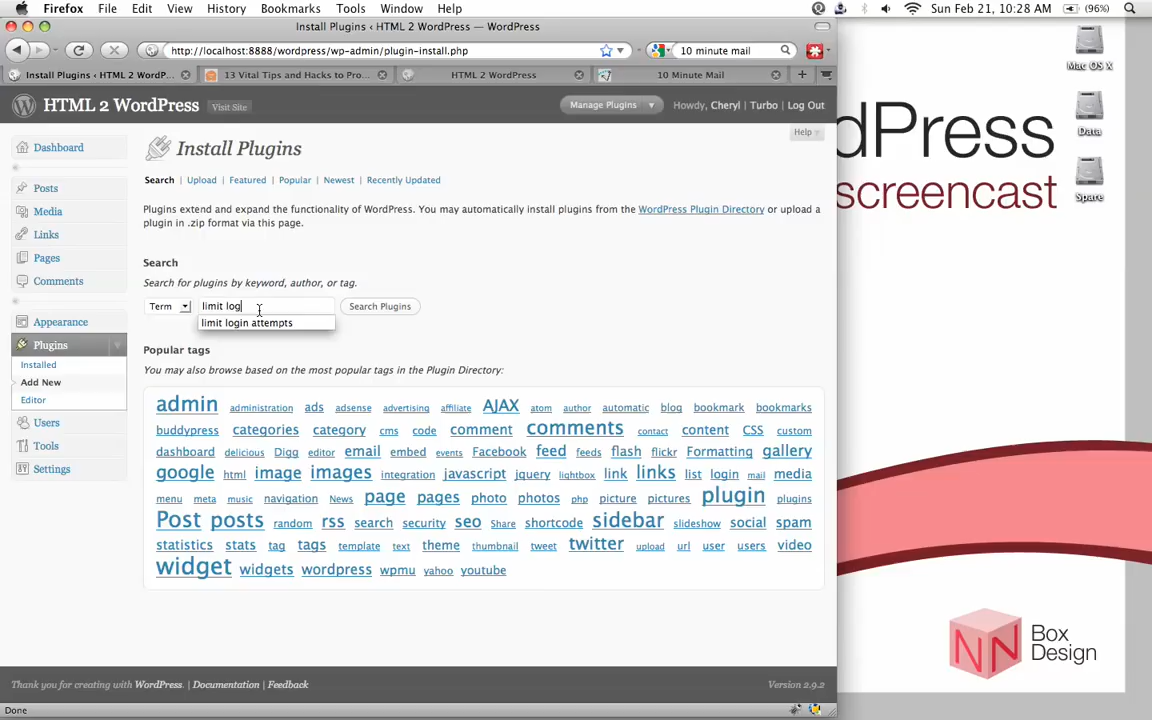 Firefox File Edit View History Bookmarks Tools Window Help
Sun Feb 21, 10:28 AM (96%)
Install Plugins ‹ HTML 2 WordPress — WordPress
http://localhost:8888/wordpress/wp-admin/plugin-install.php
10 minute mail
Install Plugins ‹ HTML 2 WordP... 13 Vital Tips and Hacks to Pro... HTML 2 WordPress 10 Minute Mail
HTML 2 WordPress Visit Site
Manage Plugins Howdy, Cheryl | Turbo | Log Out
Help
Dashboard
Posts
Media
Links
Pages
Comments
Appearance
Plugins
Installed
Add New
Editor
Users
Tools
Settings
Install Plugins
Search | Upload | Featured | Popular | Newest | Recently Updated
Plugins extend and expand the functionality of WordPress. You may automatically install plugins from the WordPress Plugin Directory or upload a
plugin in .zip format via this page.
Search
Search for plugins by keyword, author, or tag.
Term limit log Search Plugins
limit login attempts
Popular tags
You may also browse based on the most popular tags in the Plugin Directory:
admin administration ads adsense advertising affiliate AJAX atom author automatic blog bookmark bookmarks
buddypress categories category cms code comment comments contact content CSS custom
dashboard delicious Digg editor email embed events Facebook feed feeds flash flickr Formatting gallery
google html image images integration javascript jquery lightbox link links list login mail media
menu meta music navigation News page pages photo photos php picture pictures plugin plugins
Post posts random rss search security seo Share shortcode sidebar slideshow social spam
statistics stats tag tags template text theme thumbnail tweet twitter upload url user users video
widget widgets wordpress wpmu yahoo youtube
Thank you for creating with WordPress. | Documentation | Feedback
Version 2.9.2
Done
dPress
screencast
Mac OS X
Data
Spare
NN
Box
Design